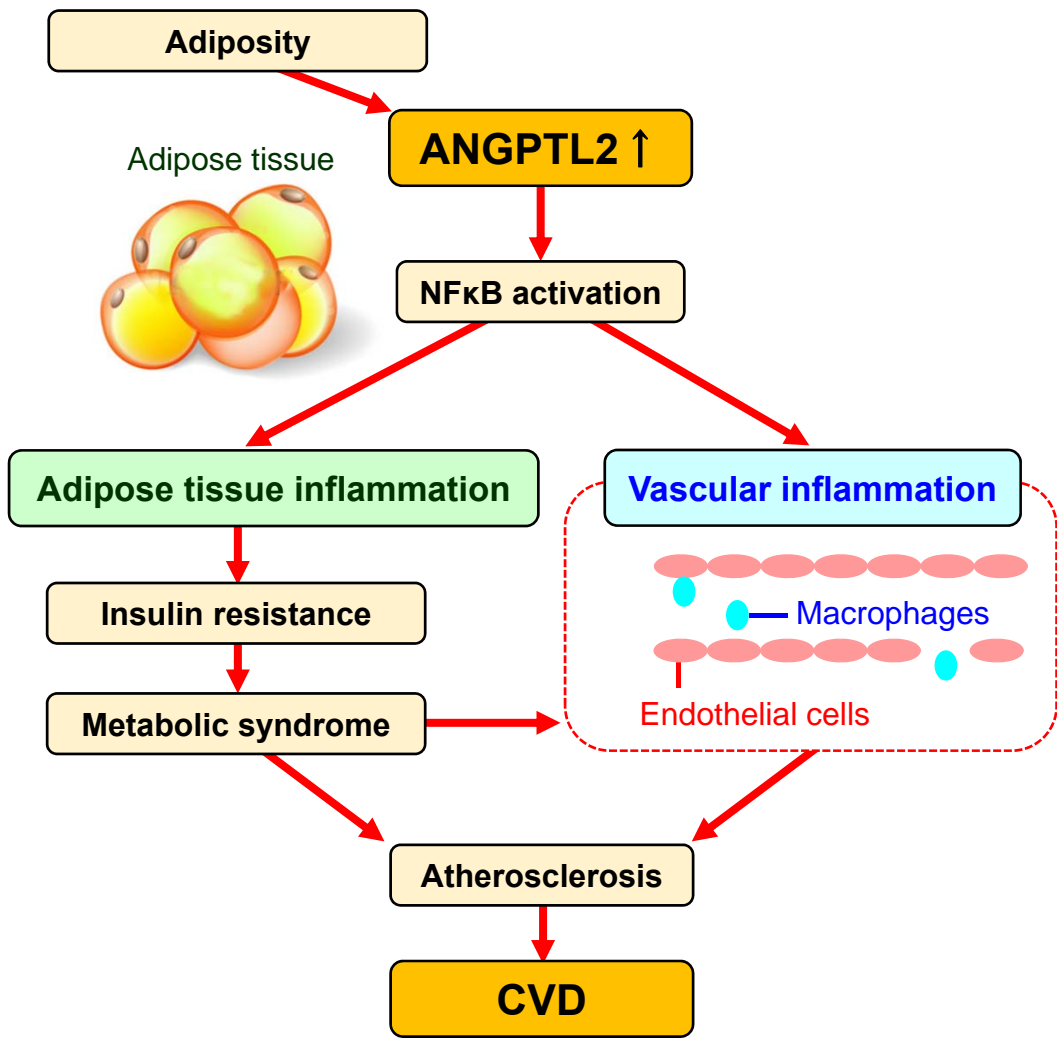 Adiposity
ANGPTL2 ↑
Adipose tissue
NFκB activation
Adipose tissue inflammation
Vascular inflammation
Insulin resistance
Macrophages
Metabolic syndrome
Endothelial cells
Atherosclerosis
CVD